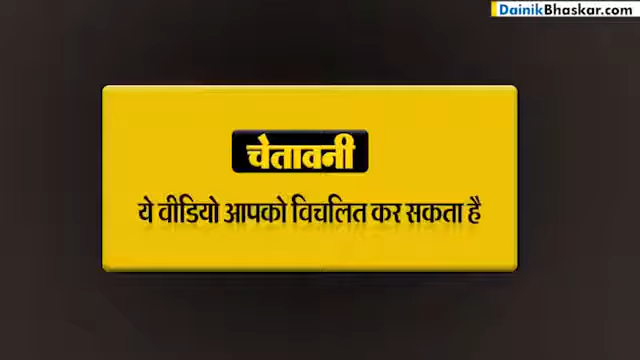 DainikBhaskar.com
चेतावनी
ये वीडियो आपको विचलित कर सकता है